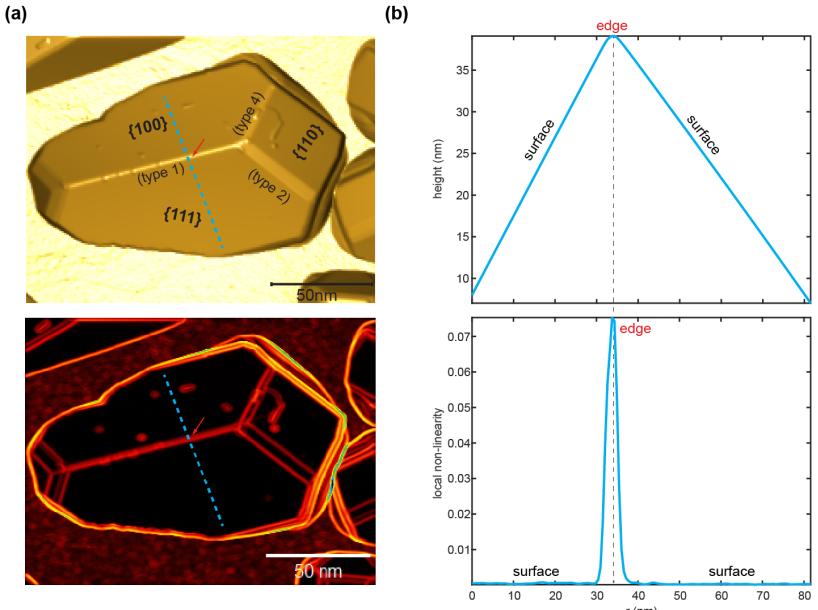 (a)
{100}
(type 4)
{110}
(type 1)
(type 2)
{111}
50nm
50 nm
(b)
edge
35
30
25
20
15
10
height (nm)
surface
surface
edge
0.07
0.06
0.05
0.04
0.03
0.02
0.01
local non-linearity
surface
surface
0 10 20 30 40 50 60 70 80
(nm)